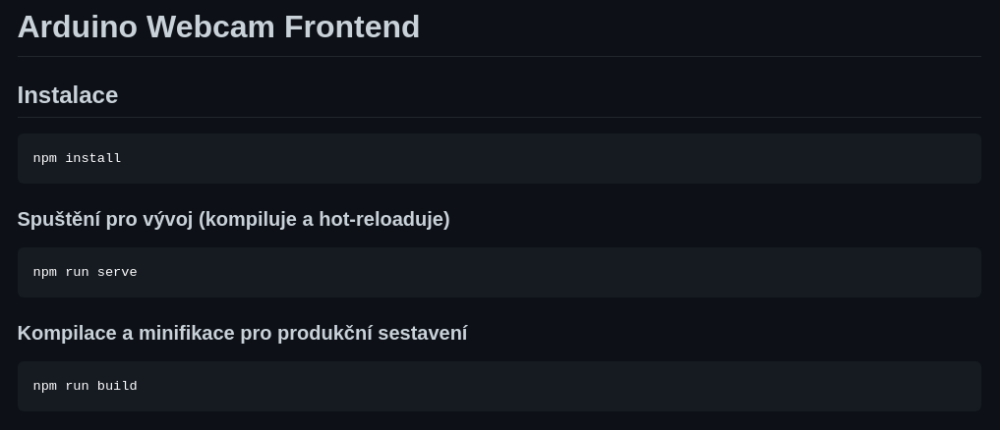 Arduino Webcam Frontend
Instalace
npm install
Spuštění pro vývoj (kompiluje a hot-reloaduje)
npm run serve
Kompilace a minifikace pro produkční sestavení
npm run build